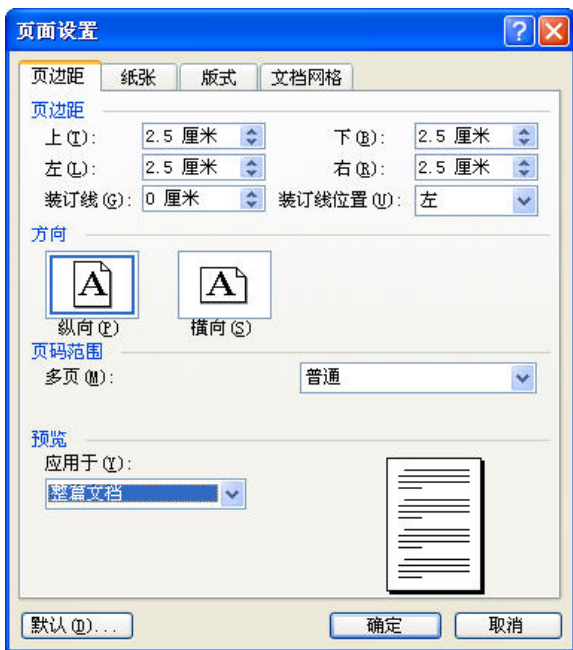 页面设置
页边距 纸张 版式 文档网格
页边距
上(T): 2.5 厘米 下(B): 2.5 厘米
左(L): 2.5 厘米 右(R): 2.5 厘米
装订线(G): 0 厘米 装订线位置(U): 左
方向
A A
纵向(P) 横向(S)
页码范围
多页(M): 普通
预览
应用于(Y):
整篇文档
默认(D)... 确定 取消